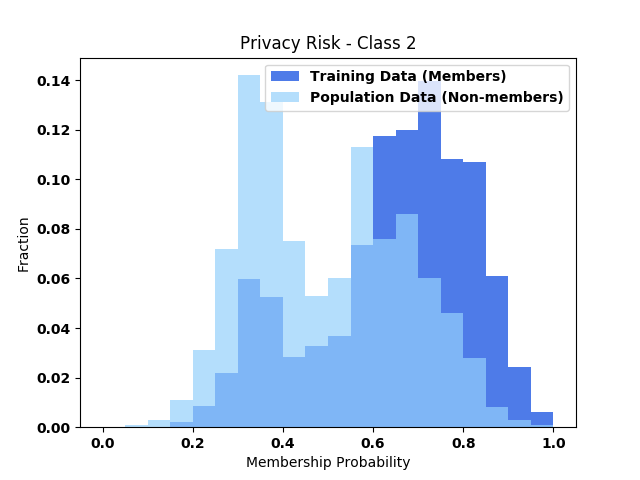 Privacy Risk - Class 2
Training Data (Members)
Population Data (Non-members)
0.14
0.12
0.10
0.08
0.06
0.04
0.02
0.00
Fraction
0.0 0.2 0.4 0.6 0.8 1.0
Membership Probability